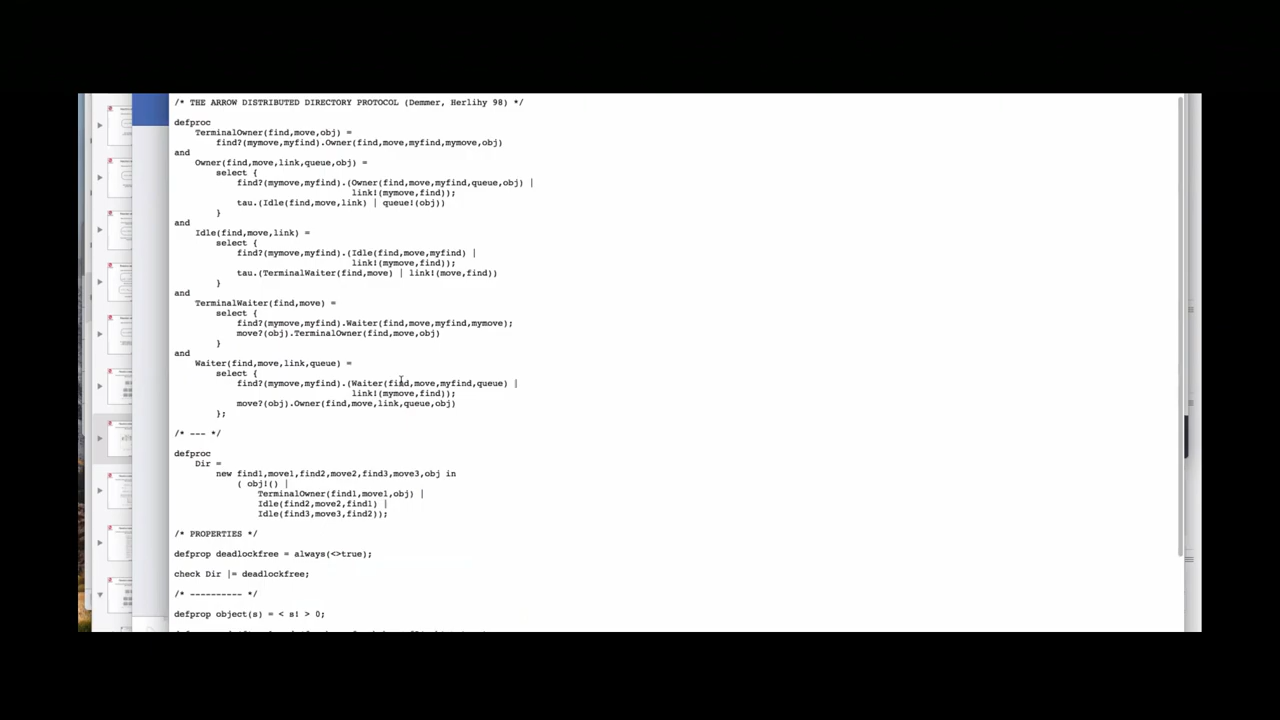 /* THE ARROW DISTRIBUTED DIRECTORY PROTOCOL (Demmer, Herlihy 98) */
defproc
TerminalOwner(find,move,obj) =
find?(mymove,myfind).Owner(find,move,myfind,mymove,obj)
and
Owner(find,move,link,queue,obj) =
select {
find?(mymove,myfind).(Owner(find,move,myfind,queue,obj) |
link!(mymove,find));
tau.(Idle(find,move,link) | queue!(obj))
}
and
Idle(find,move,link) =
select {
find?(mymove,myfind).(Idle(find,move,myfind) |
link!(mymove,find));
tau.(TerminalWaiter(find,move) | link!(move,find))
}
and
TerminalWaiter(find,move) =
select {
find?(mymove,myfind).Waiter(find,move,myfind,mymove);
move?(obj).TerminalOwner(find,move,obj)
}
and
Waiter(find,move,link,queue) =
select {
find?(mymove,myfind).(Waiter(find,move,myfind,queue) |
link!(mymove,find));
move?(obj).Owner(find,move,link,queue,obj)
};
/* --- */
defproc
Dir =
new find1,move1,find2,move2,find3,move3,obj in
( obj!() |
TerminalOwner(find1,move1,obj) |
Idle(find2,move2,find1) |
Idle(find3,move3,find2));
/* PROPERTIES */
defprop deadlockfree = always(<>true);
check Dir |= deadlockfree;
/* ---------- */
defprop object(s) = < s! > 0;